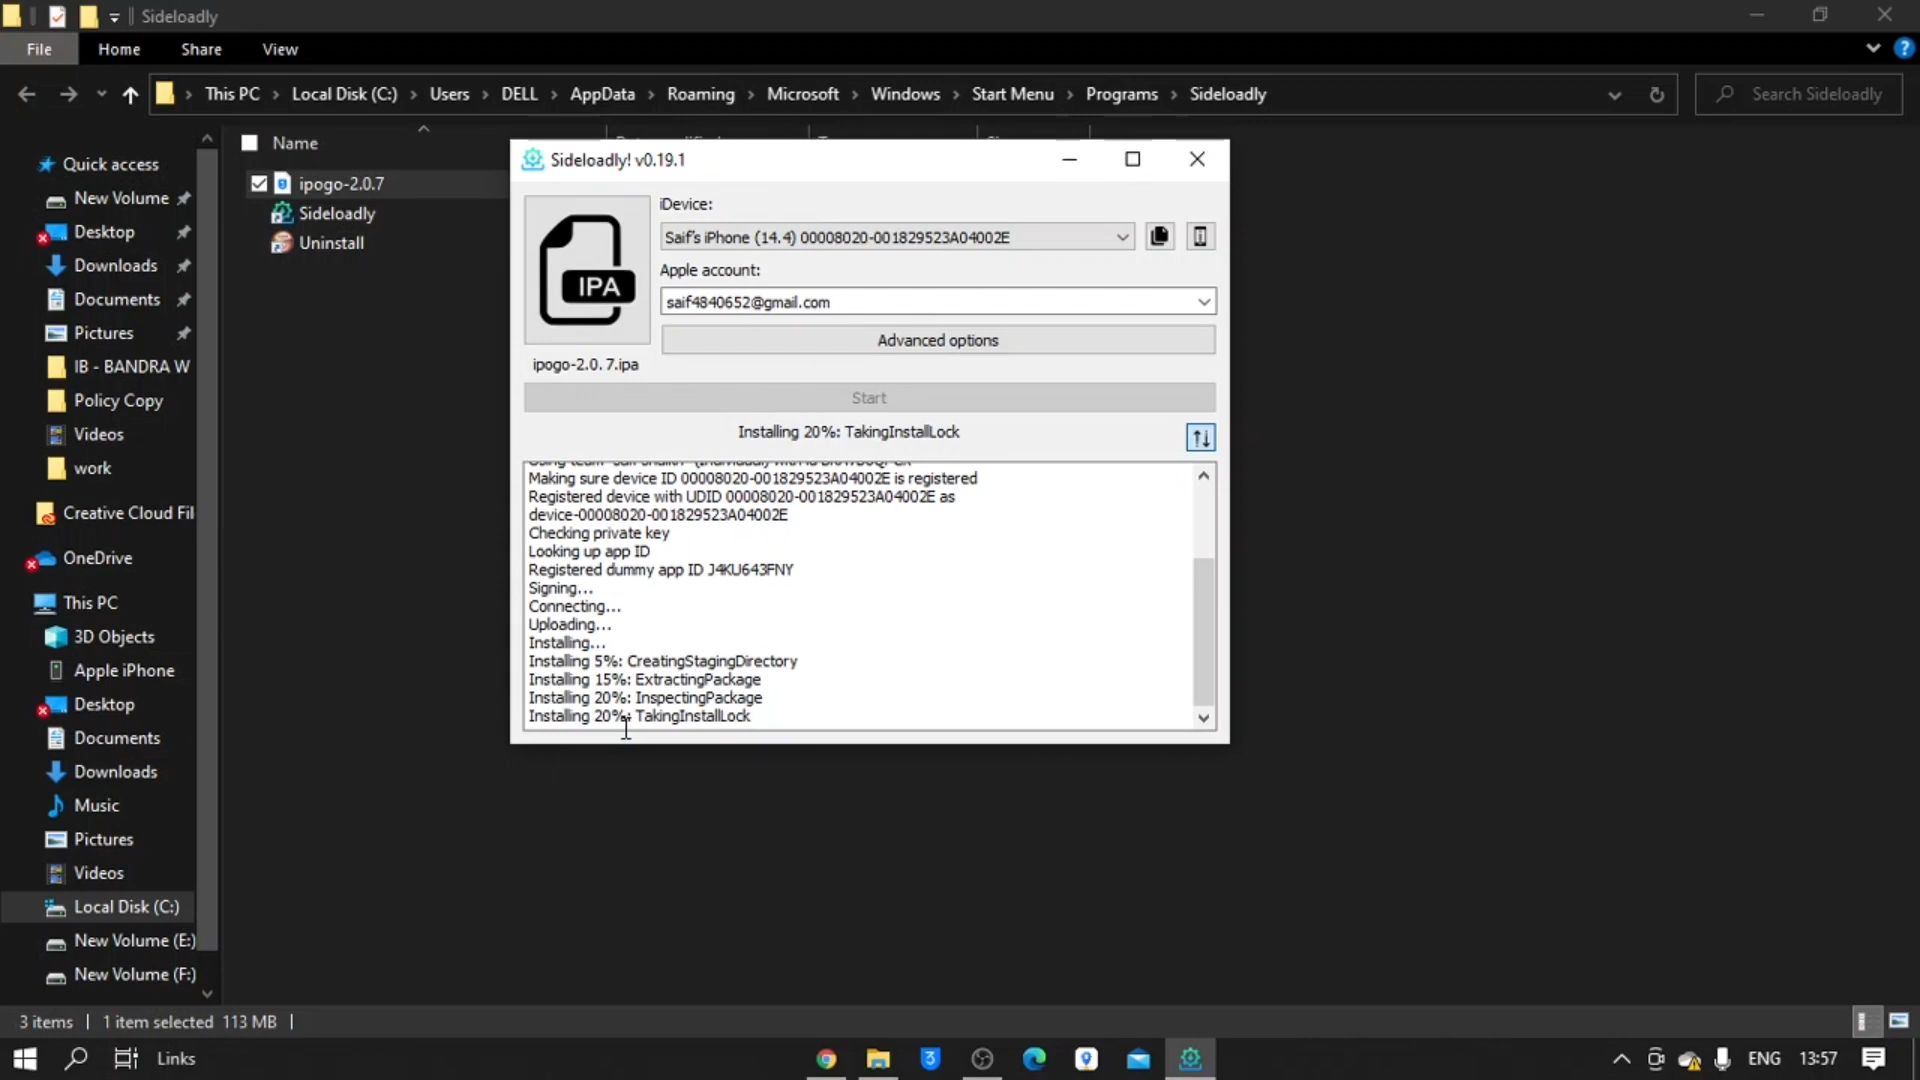 Sideloadly
File Home Share View
This PC Local Disk (C:) Users DELL AppData Roaming Microsoft Windows Start Menu Programs Sideloadly
Search Sideloadly
Quick access
New Volume
Desktop
Downloads
Documents
Pictures
IB - BANDRA W
Policy Copy
Videos
work
Creative Cloud Fil
OneDrive
This PC
3D Objects
Apple iPhone
Desktop
Documents
Downloads
Music
Pictures
Videos
Local Disk (C:)
New Volume (E:)
New Volume (F:)
Name
ipogo-2.0.7
Sideloadly
Uninstall
Sideloadly! v0.19.1
IPA
ipogo-2.0.7.ipa
iDevice:
Saif's iPhone (14.4) 00008020-001829523A04002E
Apple account:
saif4840652@gmail.com
Advanced options
Start
Installing 20%: TakingInstallLock
Making sure device ID 00008020-001829523A04002E is registered
Registered device with UDID 00008020-001829523A04002E as
device-00008020-001829523A04002E
Checking private key
Looking up app ID
Registered dummy app ID J4KU643FNY
Signing...
Connecting...
Uploading...
Installing...
Installing 5%: CreatingStagingDirectory
Installing 15%: ExtractingPackage
Installing 20%: InspectingPackage
Installing 20%: TakingInstallLock
3 items 1 item selected 113 MB
Links
ENG 13:57